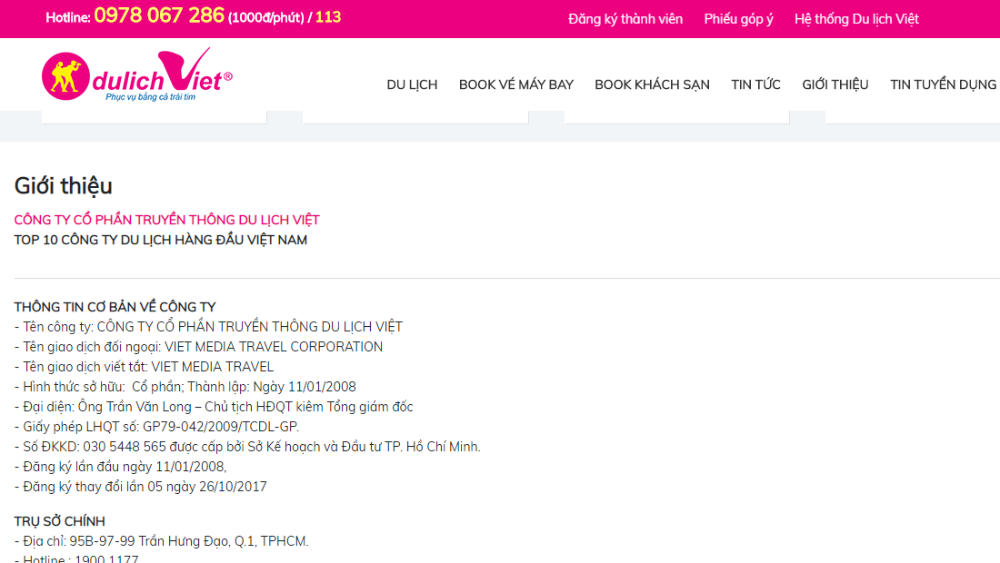 Hotline: 0978 067 286 (1000đ/phút) / 113
Đăng ký thành viên Phiếu góp ý Hệ thống Du lịch Việt
dulichViet®
Phục vụ bằng cả trái tim
DU LỊCH BOOK VÉ MÁY BAY BOOK KHÁCH SẠN TIN TỨC GIỚI THIỆU TIN TUYỂN DỤNG
Giới thiệu
CÔNG TY CỔ PHẦN TRUYỀN THÔNG DU LỊCH VIỆT
TOP 10 CÔNG TY DU LỊCH HÀNG ĐẦU VIỆT NAM
THÔNG TIN CƠ BẢN VỀ CÔNG TY
- Tên công ty: CÔNG TY CỔ PHẦN TRUYỀN THÔNG DU LỊCH VIỆT
- Tên giao dịch đối ngoại: VIET MEDIA TRAVEL CORPORATION
- Tên giao dịch viết tắt: VIET MEDIA TRAVEL
- Hình thức sở hữu: Cổ phần; Thành lập: Ngày 11/01/2008
- Đại diện: Ông Trần Văn Long – Chủ tịch HĐQT kiêm Tổng giám đốc
- Giấy phép LHQT số: GP79-042/2009/TCDL-GP.
- Số ĐKKD: 030 5448 565 được cấp bởi Sở Kế hoạch và Đầu tư TP. Hồ Chí Minh.
- Đăng ký lần đầu ngày 11/01/2008,
- Đăng ký thay đổi lần 05 ngày 26/10/2017
TRỤ SỞ CHÍNH
- Địa chỉ: 95B-97-99 Trần Hưng Đạo, Q.1, TPHCM.
- Hotline : 1900 1177